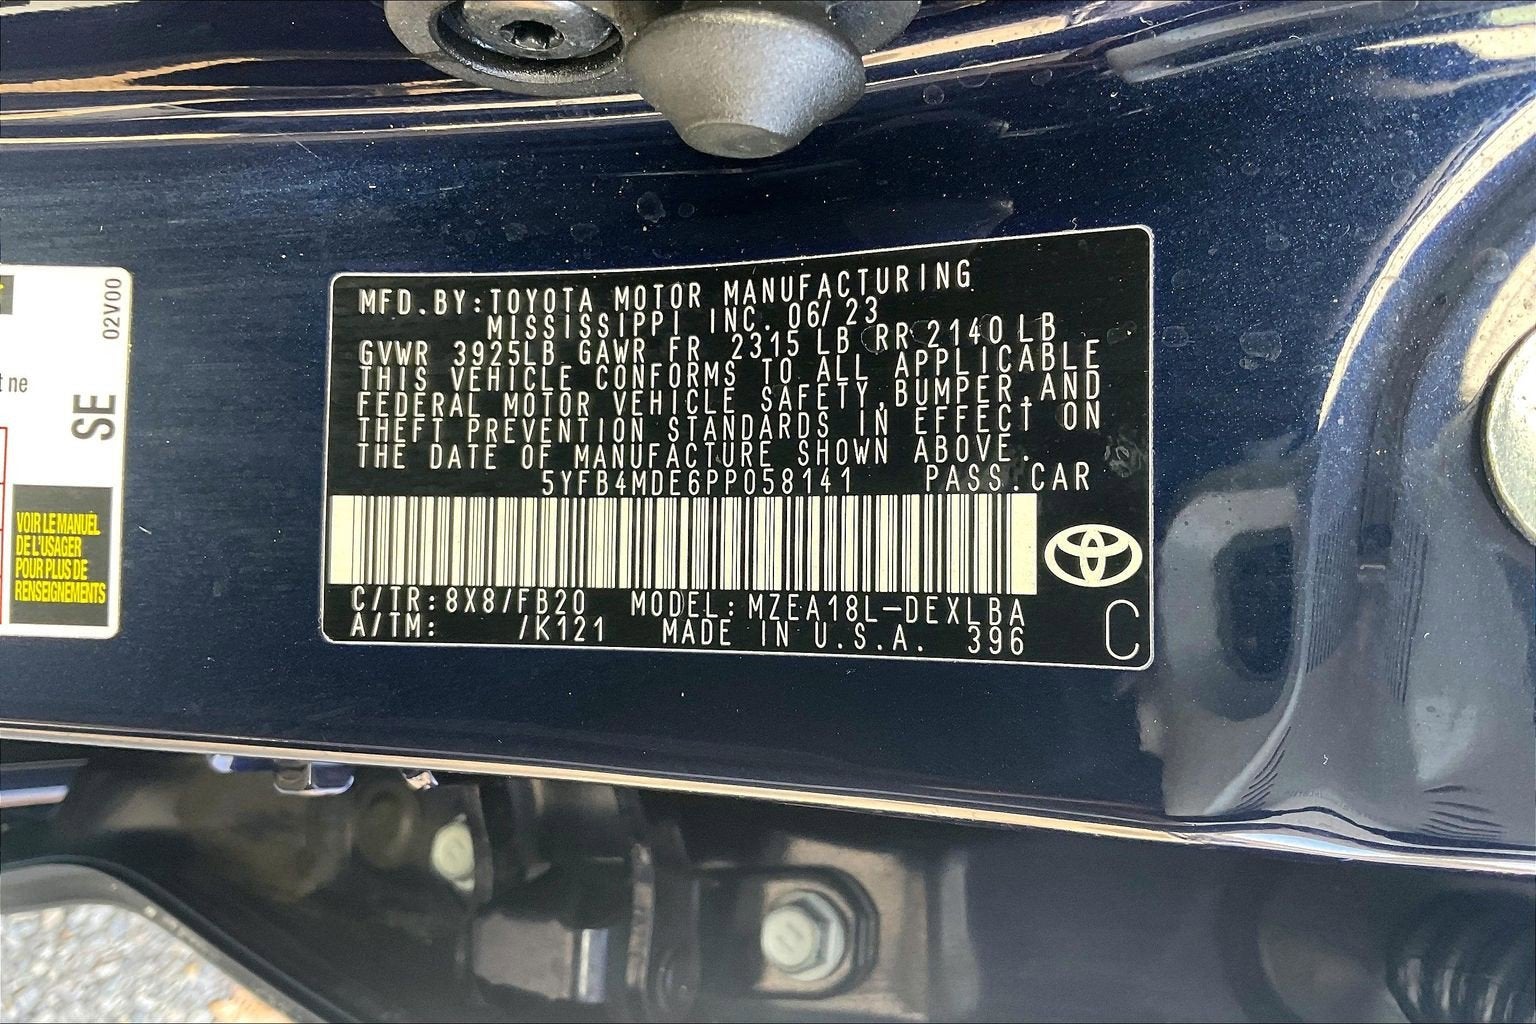 MFD.BY:TOYOTA MOTOR MANUFACTURING
MISSISSIPPI INC. 06/23
GVWR 3925LB GAWR FR 2315 LB RR 2140 LB
THIS VEHICLE CONFORMS TO ALL APPLICABLE
FEDERAL MOTOR VEHICLE SAFETY,BUMPER,AND
THEFT PREVENTION STANDARDS IN EFFECT ON
THE DATE OF MANUFACTURE SHOWN ABOVE.
5YFB4MDE6PP058141 PASS.CAR
C/TR:8X8/FB20 MODEL:MZEA18L-DEXLBA
A/TM: /K121 MADE IN U.S.A. 396
C
02V00
t ne
SE
VOIR LE MANUEL
DE L'USAGER
POUR PLUS DE
RENSEIGNEMENTS